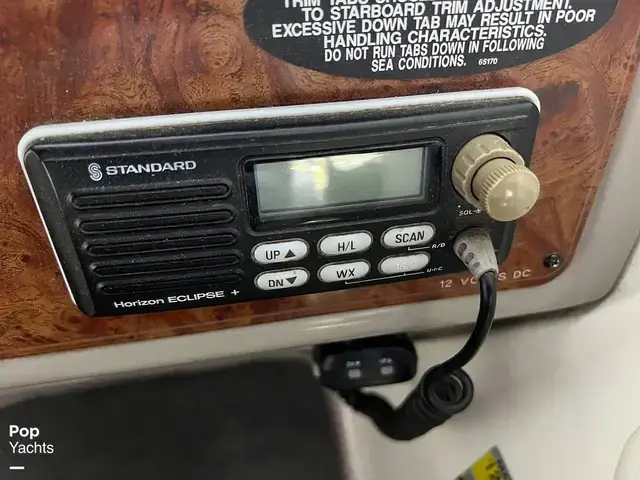 TO STARBOARD TRIM ADJUSTMENT.
EXCESSIVE DOWN TAB MAY RESULT IN POOR
HANDLING CHARACTERISTICS.
DO NOT RUN TABS DOWN IN FOLLOWING
SEA CONDITIONS. 65170
S STANDARD
SQL
UP ▲
H/L
SCAN
R/D
DN ▼
WX
U·I·C
Horizon ECLIPSE +
12 VOLTS DC
Pop
Yachts